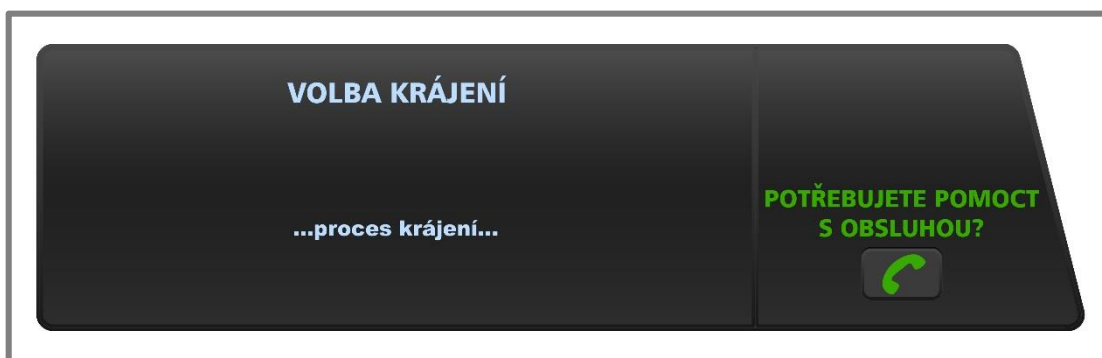 VOLBA KRÁJENÍ
...proces krájení...
POTŘEBUJETE POMOCT
S OBSLUHOU?